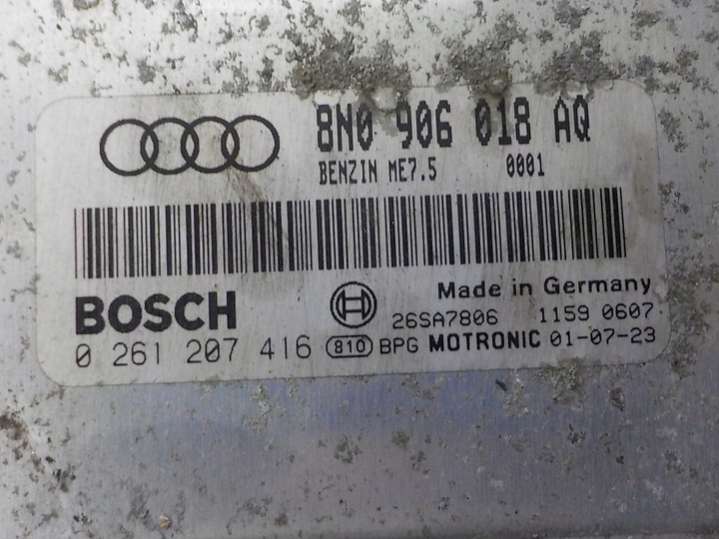 8N0 906 018 AQ
BENZIN ME7.5 0001
Made in Germany
BOSCH 26SA7806 1159 0607
0 261 207 416 810 BPG MOTRONIC 01-07-23